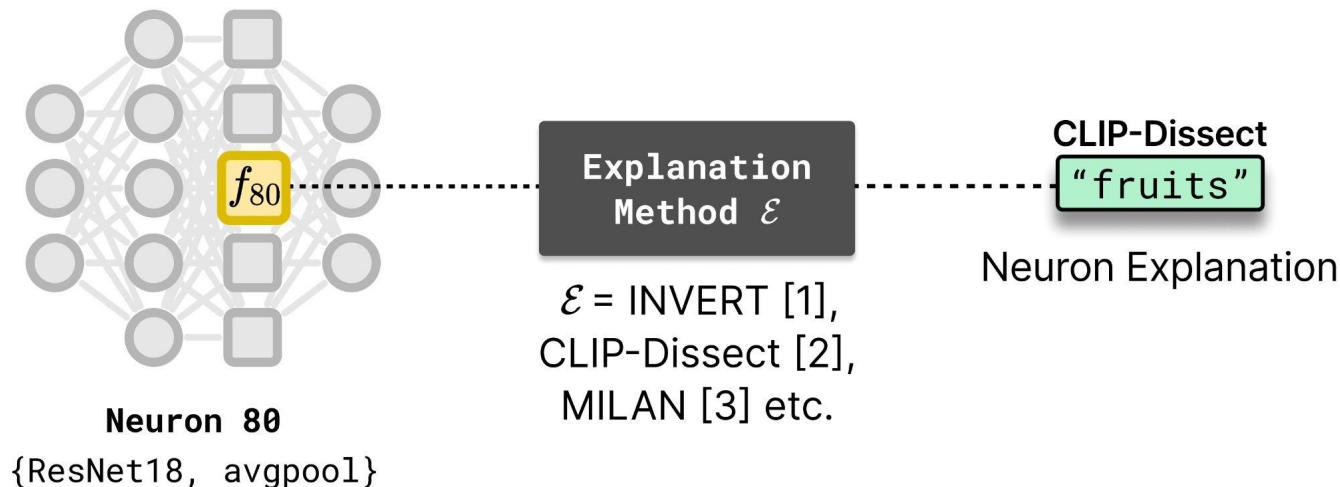 f80
Neuron 80
{ResNet18, avgpool}
Explanation
Method ℰ
ℰ = INVERT [1],
CLIP-Dissect [2],
MILAN [3] etc.
CLIP-Dissect
“fruits”
Neuron Explanation